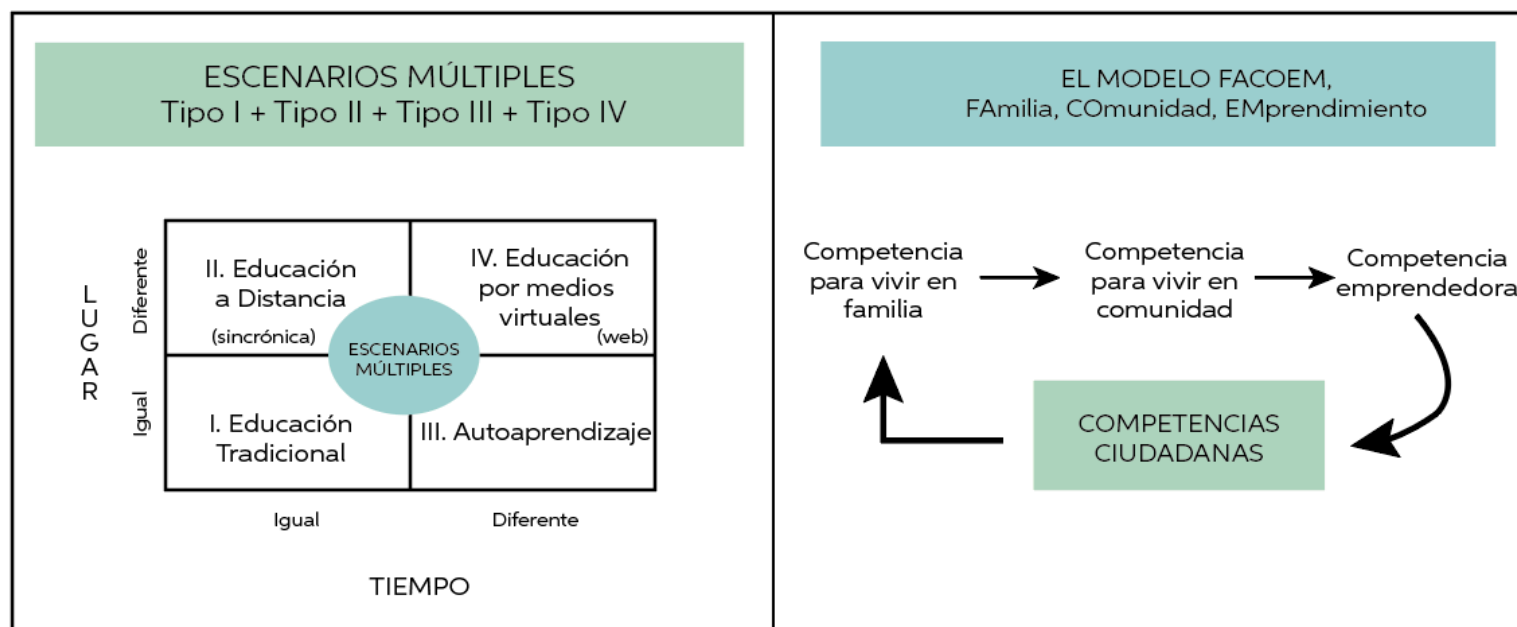 ESCENARIOS MÚLTIPLES
Tipo I + Tipo II + Tipo III + Tipo IV
LUGAR
Diferente
Igual
II. Educación
a Distancia
(sincrónica)
IV. Educación
por medios
virtuales
(web)
ESCENARIOS
MÚLTIPLES
I. Educación
Tradicional
III. Autoaprendizaje
Igual
Diferente
TIEMPO
EL MODELO FACOEM,
FAmilia, COmunidad, EMprendimiento
Competencia
para vivir en
familia
Competencia
para vivir en
comunidad
Competencia
emprendedora
COMPETENCIAS
CIUDADANAS